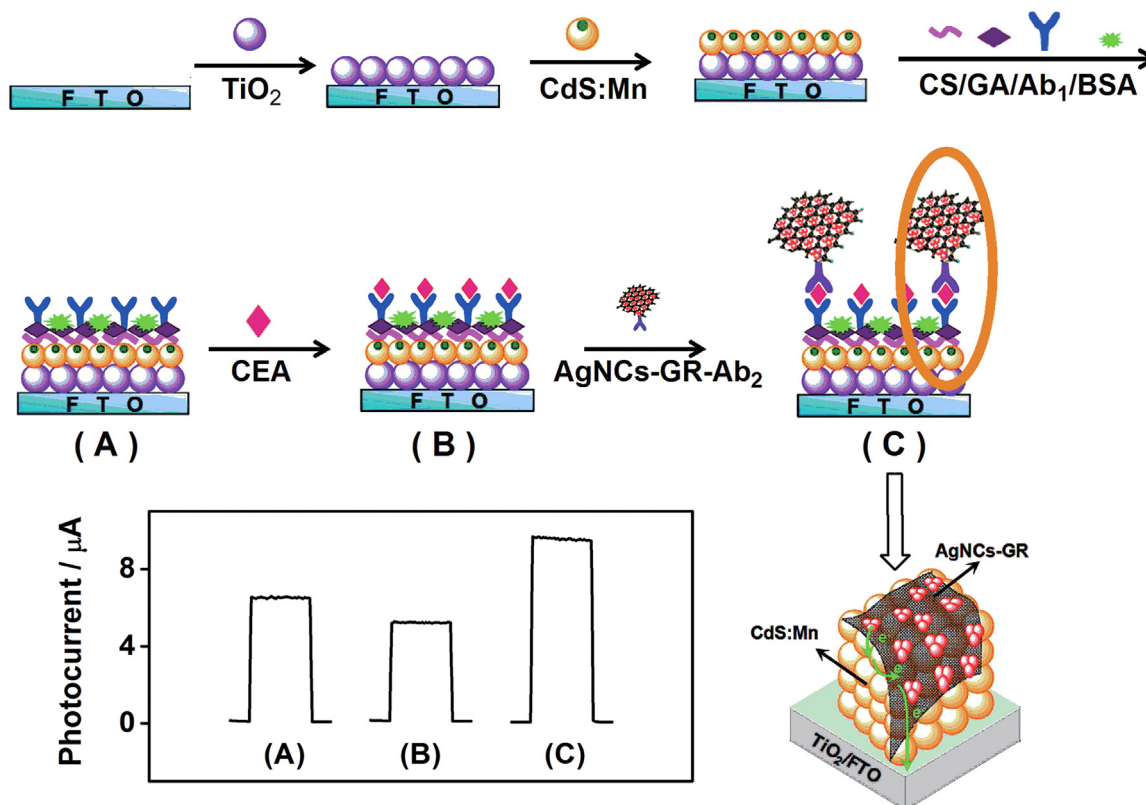 F T O
TiO₂
F T O
CdS:Mn
F T O
CS/GA/Ab₁/BSA
F T O
(A)
CEA
F T O
(B)
AgNCs-GR-Ab₂
F T O
(C)
Photocurrent / μA
8
4
0
(A)
(B)
(C)
AgNCs-GR
CdS:Mn
e
e
e
TiO₂/FTO